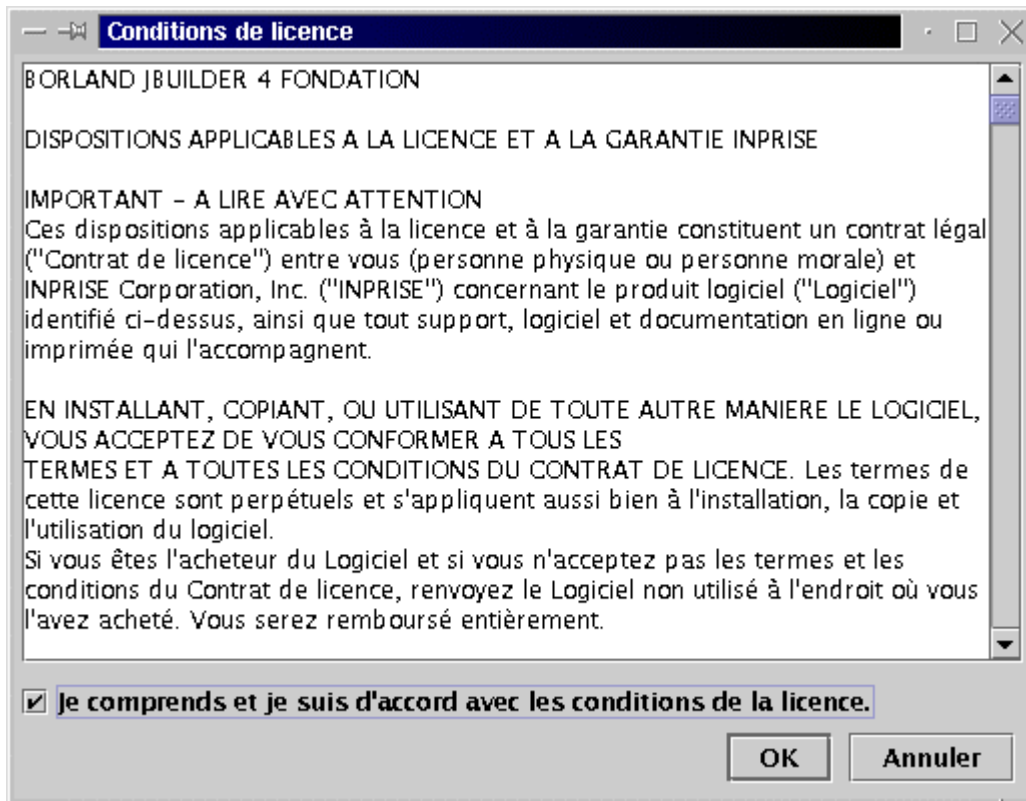 Conditions de licence
BORLAND JBUILDER 4 FONDATION
DISPOSITIONS APPLICABLES A LA LICENCE ET A LA GARANTIE INPRISE
IMPORTANT – A LIRE AVEC ATTENTION
Ces dispositions applicables à la licence et à la garantie constituent un contrat légal
("Contrat de licence") entre vous (personne physique ou personne morale) et
INPRISE Corporation, Inc. ("INPRISE") concernant le produit logiciel ("Logiciel")
identifié ci-dessus, ainsi que tout support, logiciel et documentation en ligne ou
imprimée qui l'accompagnent.
EN INSTALLANT, COPIANT, OU UTILISANT DE TOUTE AUTRE MANIERE LE LOGICIEL,
VOUS ACCEPTEZ DE VOUS CONFORMER A TOUS LES
TERMES ET A TOUTES LES CONDITIONS DU CONTRAT DE LICENCE. Les termes de
cette licence sont perpétuels et s'appliquent aussi bien à l'installation, la copie et
l'utilisation du logiciel.
Si vous êtes l'acheteur du Logiciel et si vous n'acceptez pas les termes et les
conditions du Contrat de licence, renvoyez le Logiciel non utilisé à l'endroit où vous
l'avez acheté. Vous serez remboursé entièrement.
Je comprends et je suis d'accord avec les conditions de la licence.
OK
Annuler